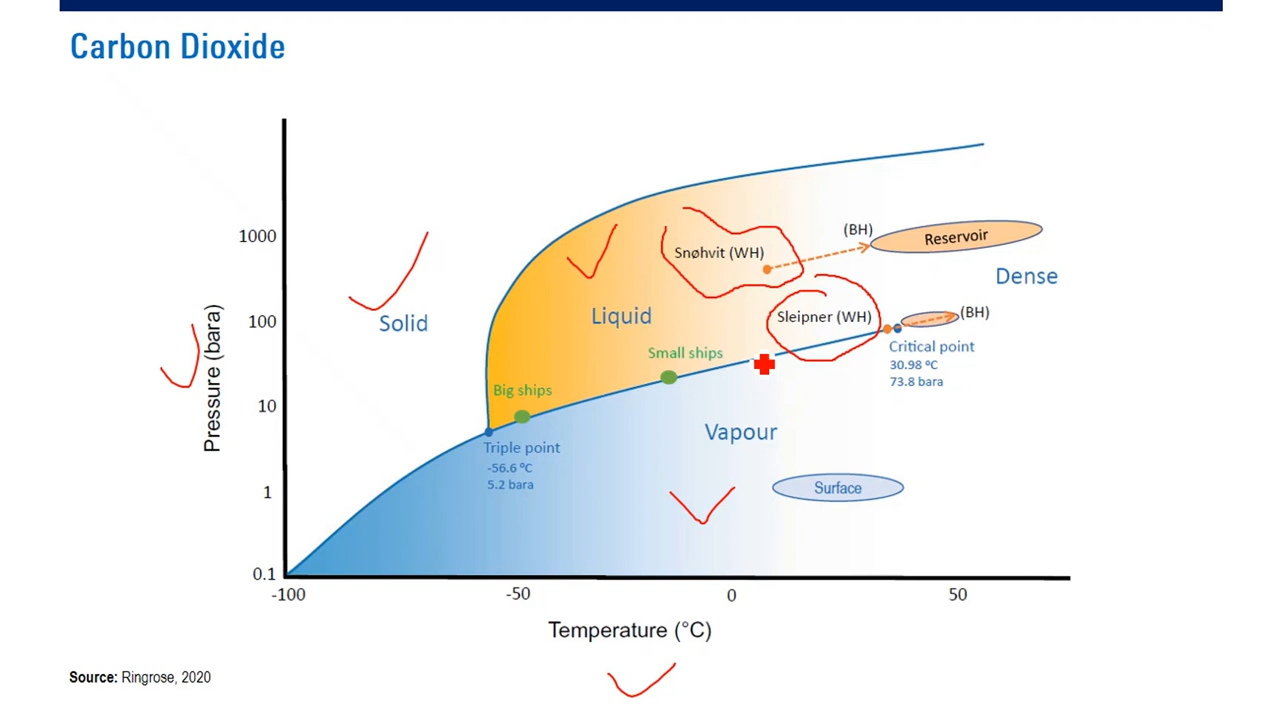 Carbon Dioxide
Pressure (bara)
1000
100
10
1
0.1
-100
-50
0
50
Temperature (°C)
Solid
Liquid
Vapour
Dense
Snøhvit (WH)
(BH)
Reservoir
Sleipner (WH)
(BH)
Critical point
30.98 ºC
73.8 bara
Small ships
Big ships
Triple point
-56.6 ºC
5.2 bara
Surface
Source: Ringrose, 2020